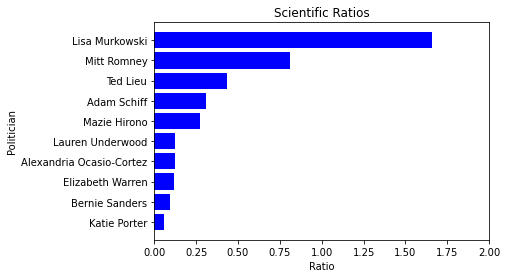 Scientific Ratios
Politician
Lisa Murkowski
Mitt Romney
Ted Lieu
Adam Schiff
Mazie Hirono
Lauren Underwood
Alexandria Ocasio-Cortez
Elizabeth Warren
Bernie Sanders
Katie Porter
0.00 0.25 0.50 0.75 1.00 1.25 1.50 1.75 2.00
Ratio